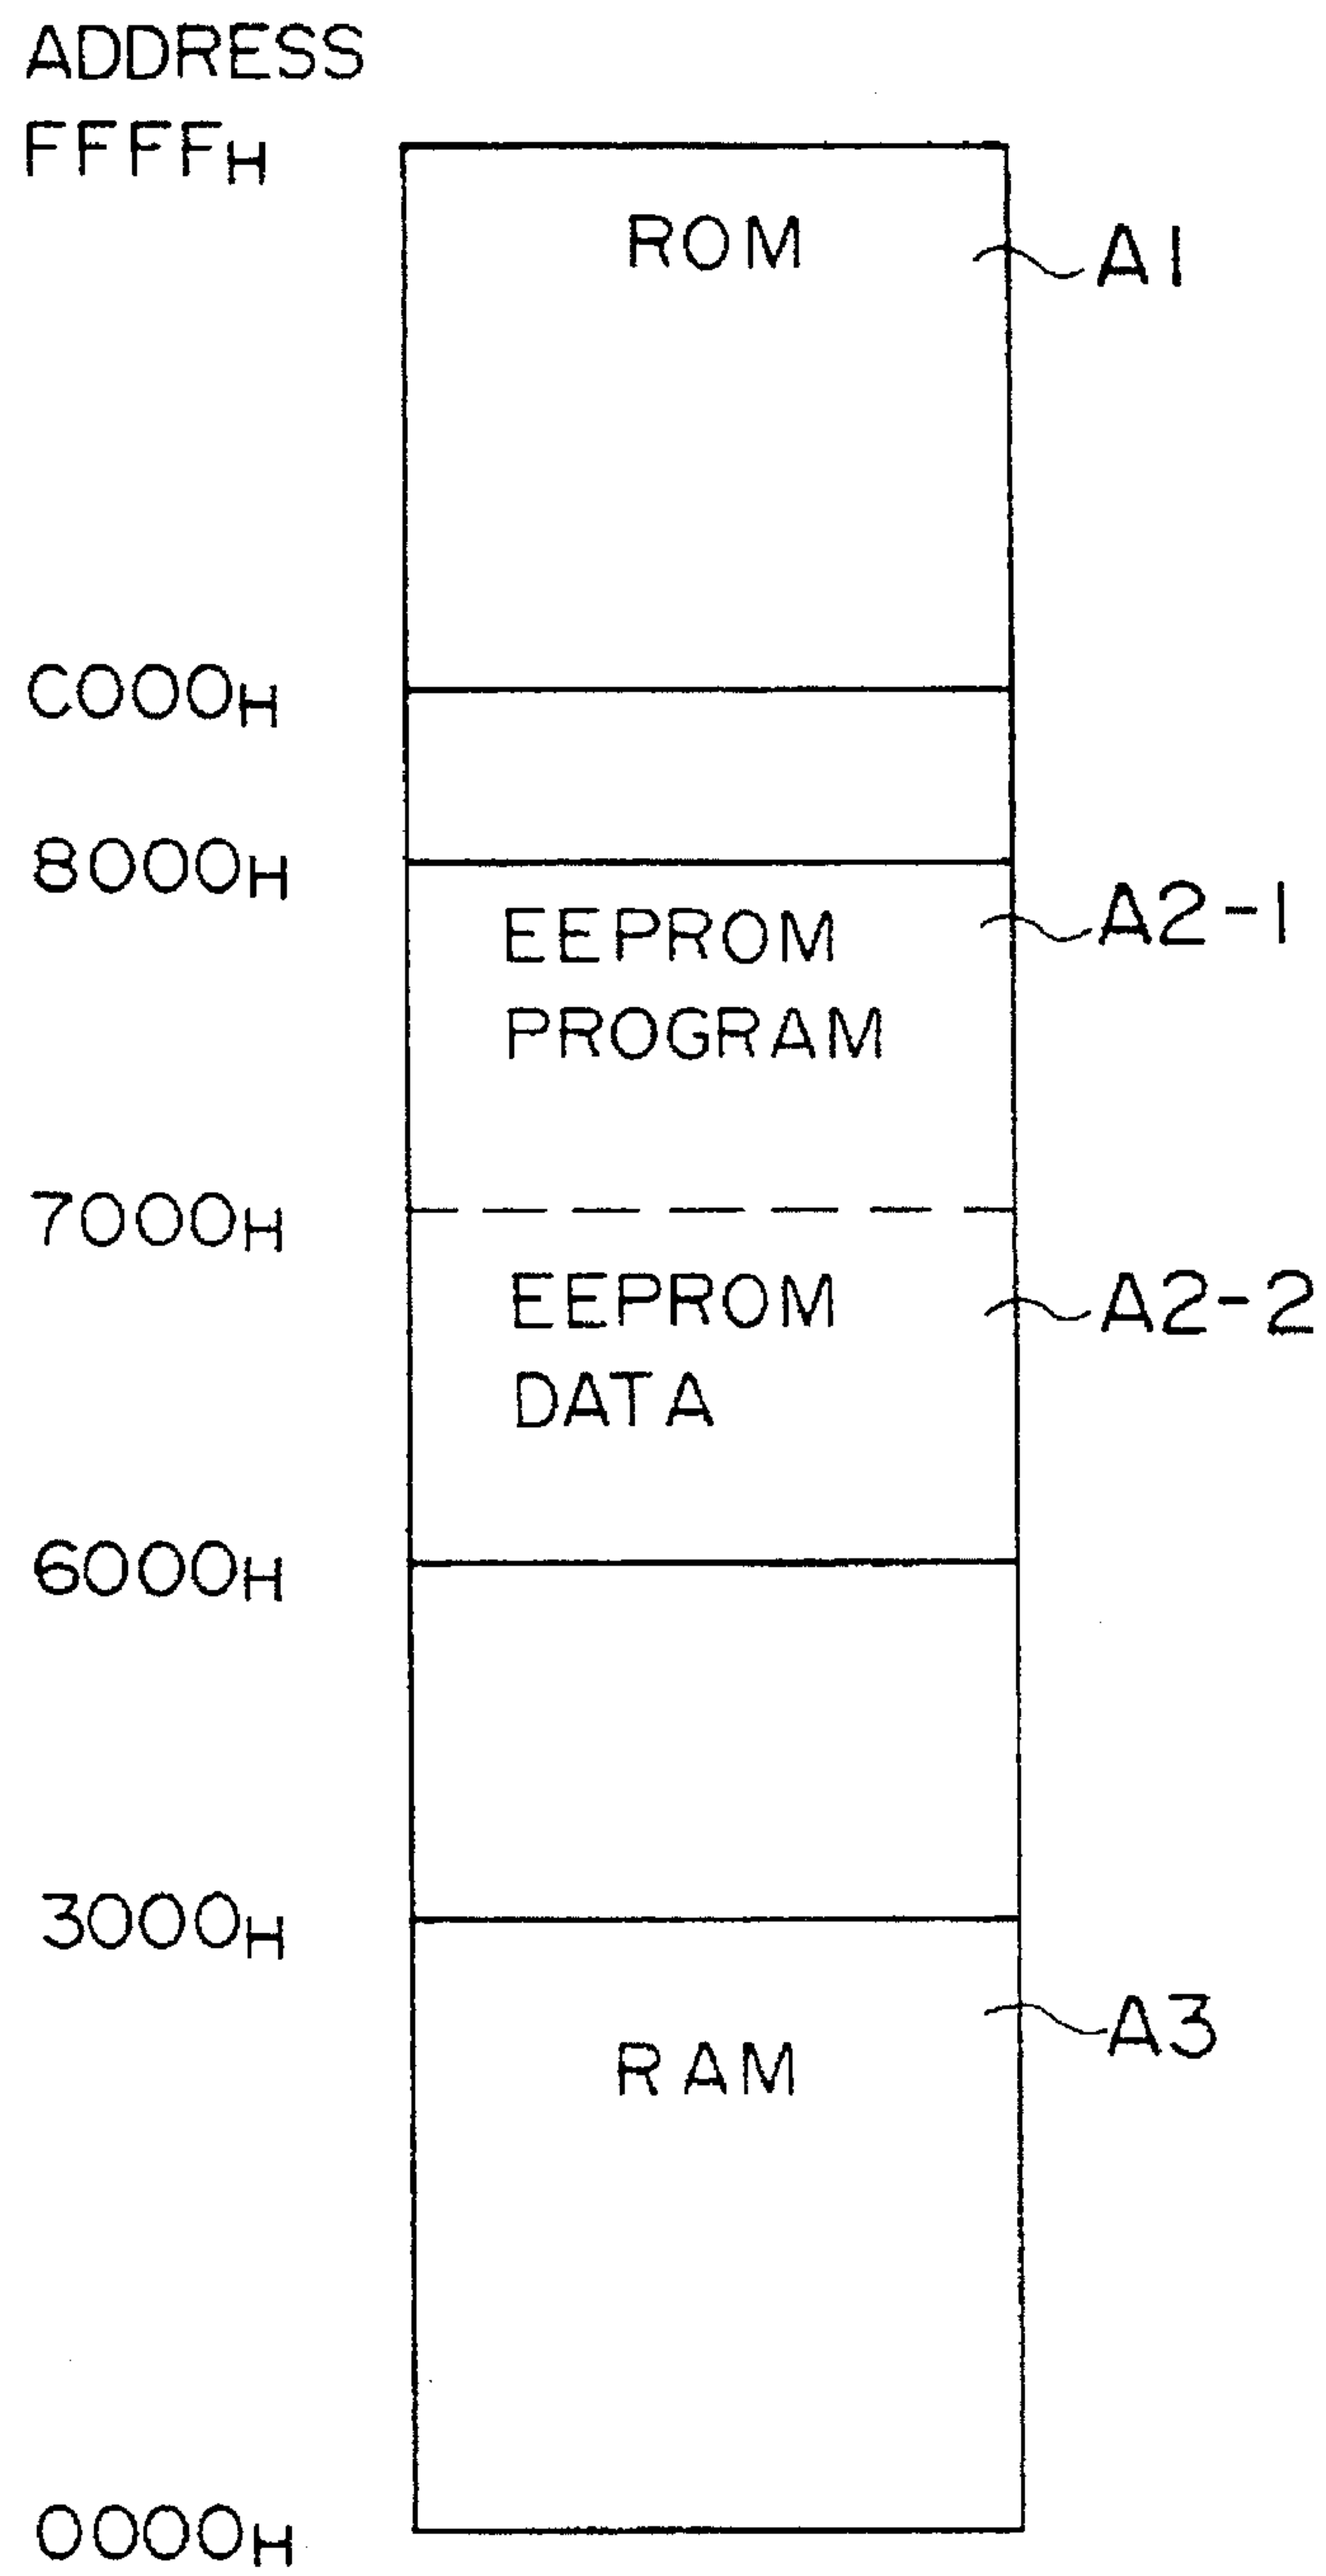 ADDRESS
FFFFH
ROM
A1
C000H
8000H
EEPROM
A2-1
PROGRAM
7000H
EEPROM
A2-2
DATA
6000H
3000H
A3
RAM
0000H